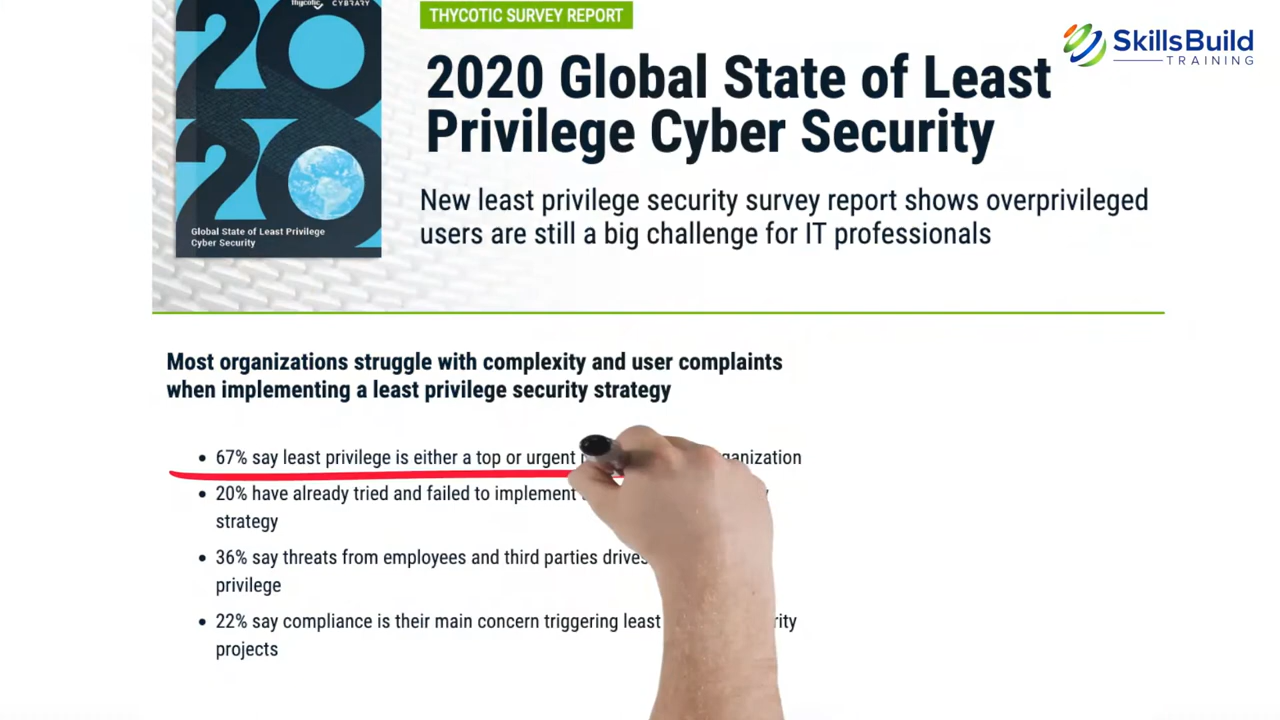 thycotic
CYBRARY
2020
Global State of Least Privilege
Cyber Security
THYCOTIC SURVEY REPORT
2020 Global State of Least
Privilege Cyber Security
SkillsBuild
TRAINING
New least privilege security survey report shows overprivileged
users are still a big challenge for IT professionals
Most organizations struggle with complexity and user complaints
when implementing a least privilege security strategy
• 67% say least privilege is either a top or urgent
• 20% have already tried and failed to implement
strategy
• 36% say threats from employees and third parties drives
privilege
• 22% say compliance is their main concern triggering least
projects